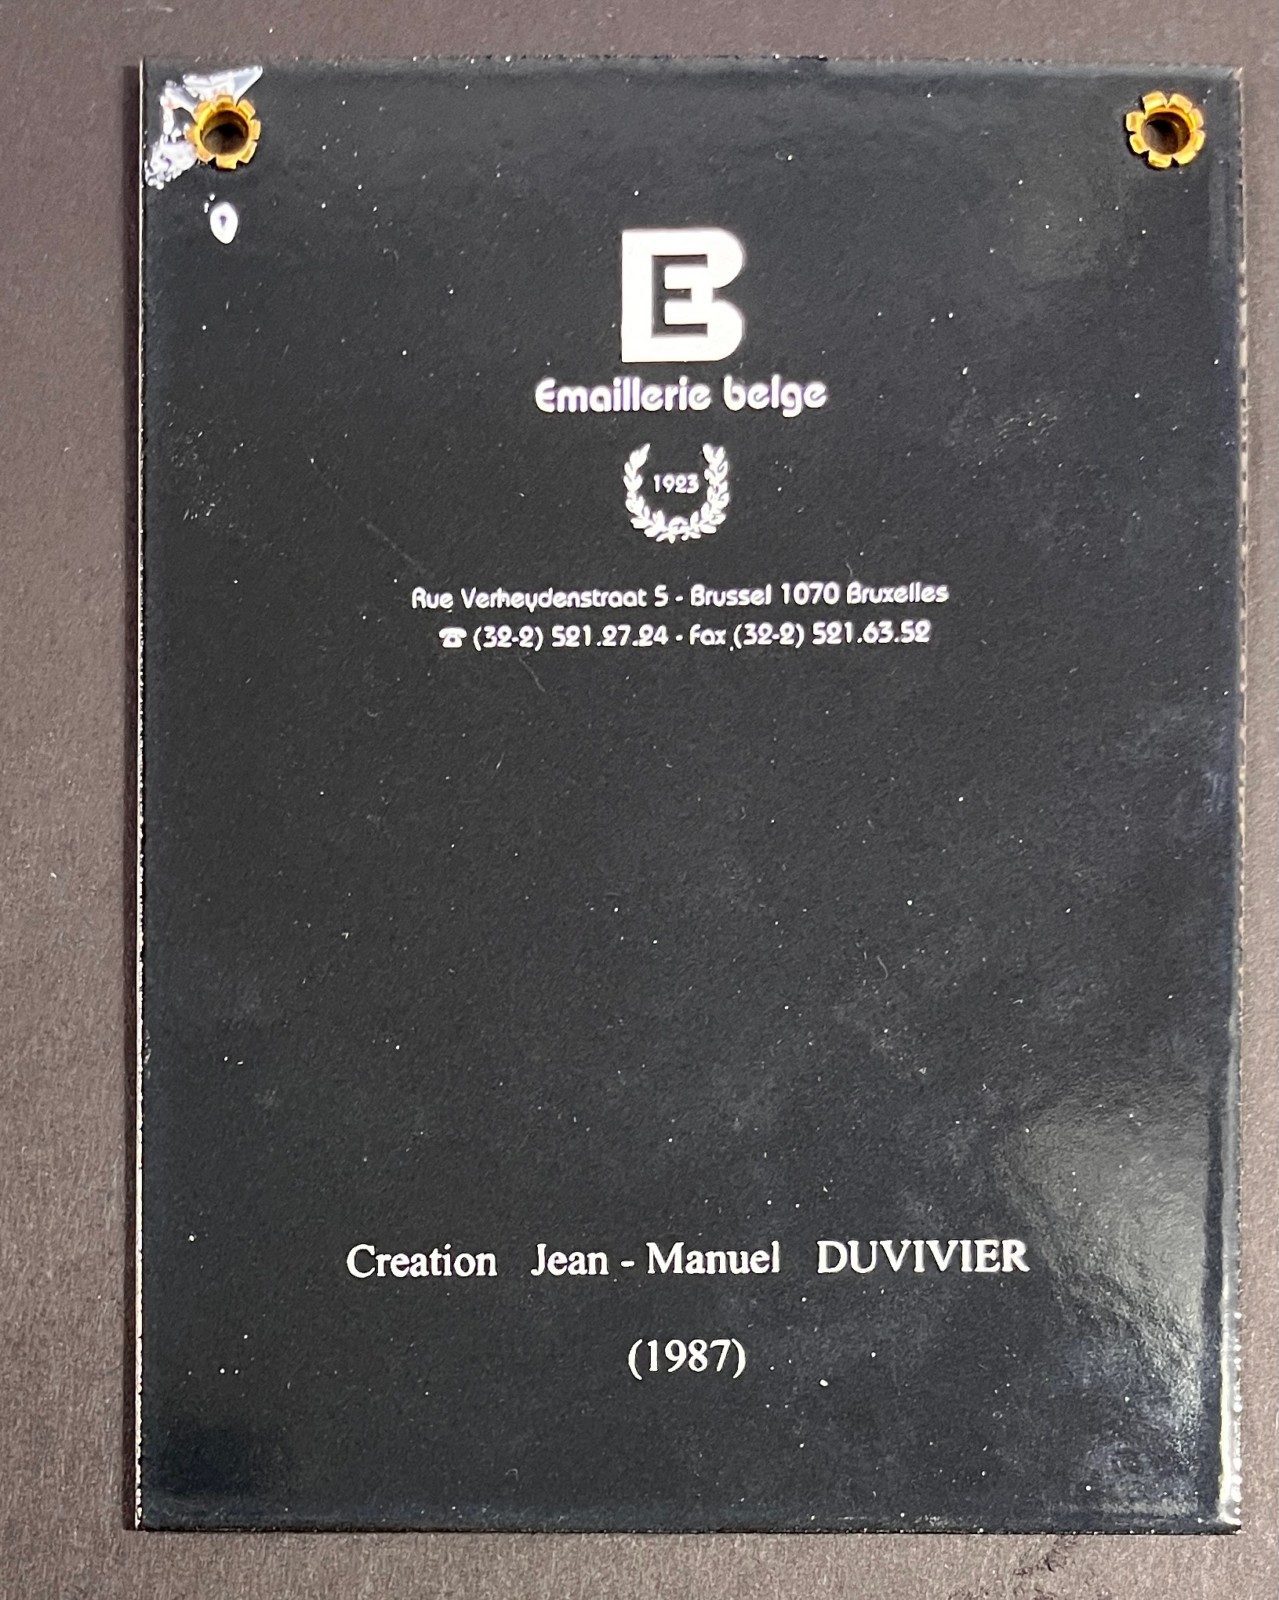 EB
Emaillerie belge
1923
Rue Verheydenstraat 5 - Brussel 1070 Bruxelles
☎ (32-2) 521.27.24 - Fax (32-2) 521.63.52
Creation Jean - Manuel DUVIVIER
(1987)